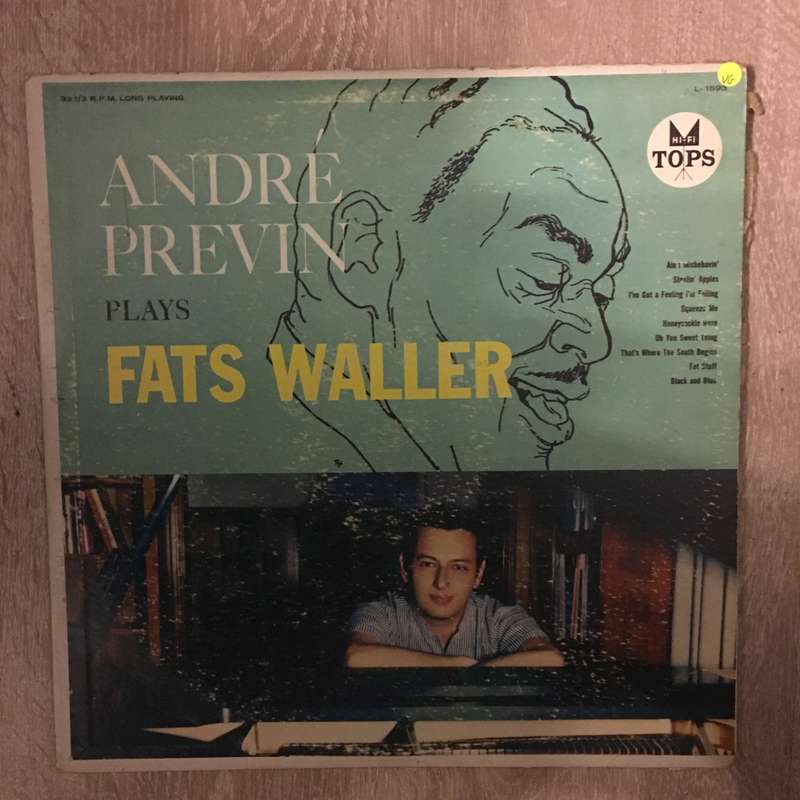 33 1/3 R.P.M. LONG PLAYING
VG
L-1593
HI-FI
TOPS
ANDRÉ
PREVIN
PLAYS
FATS WALLER
Ain't Misbehavin'
Stealin' Apples
I've Got a Feeling I'm Falling
Squeeze Me
Honeysuckle Rose
Oh You Sweet Thing
That's Where The South Begins
Fat Stuff
Black and Blue